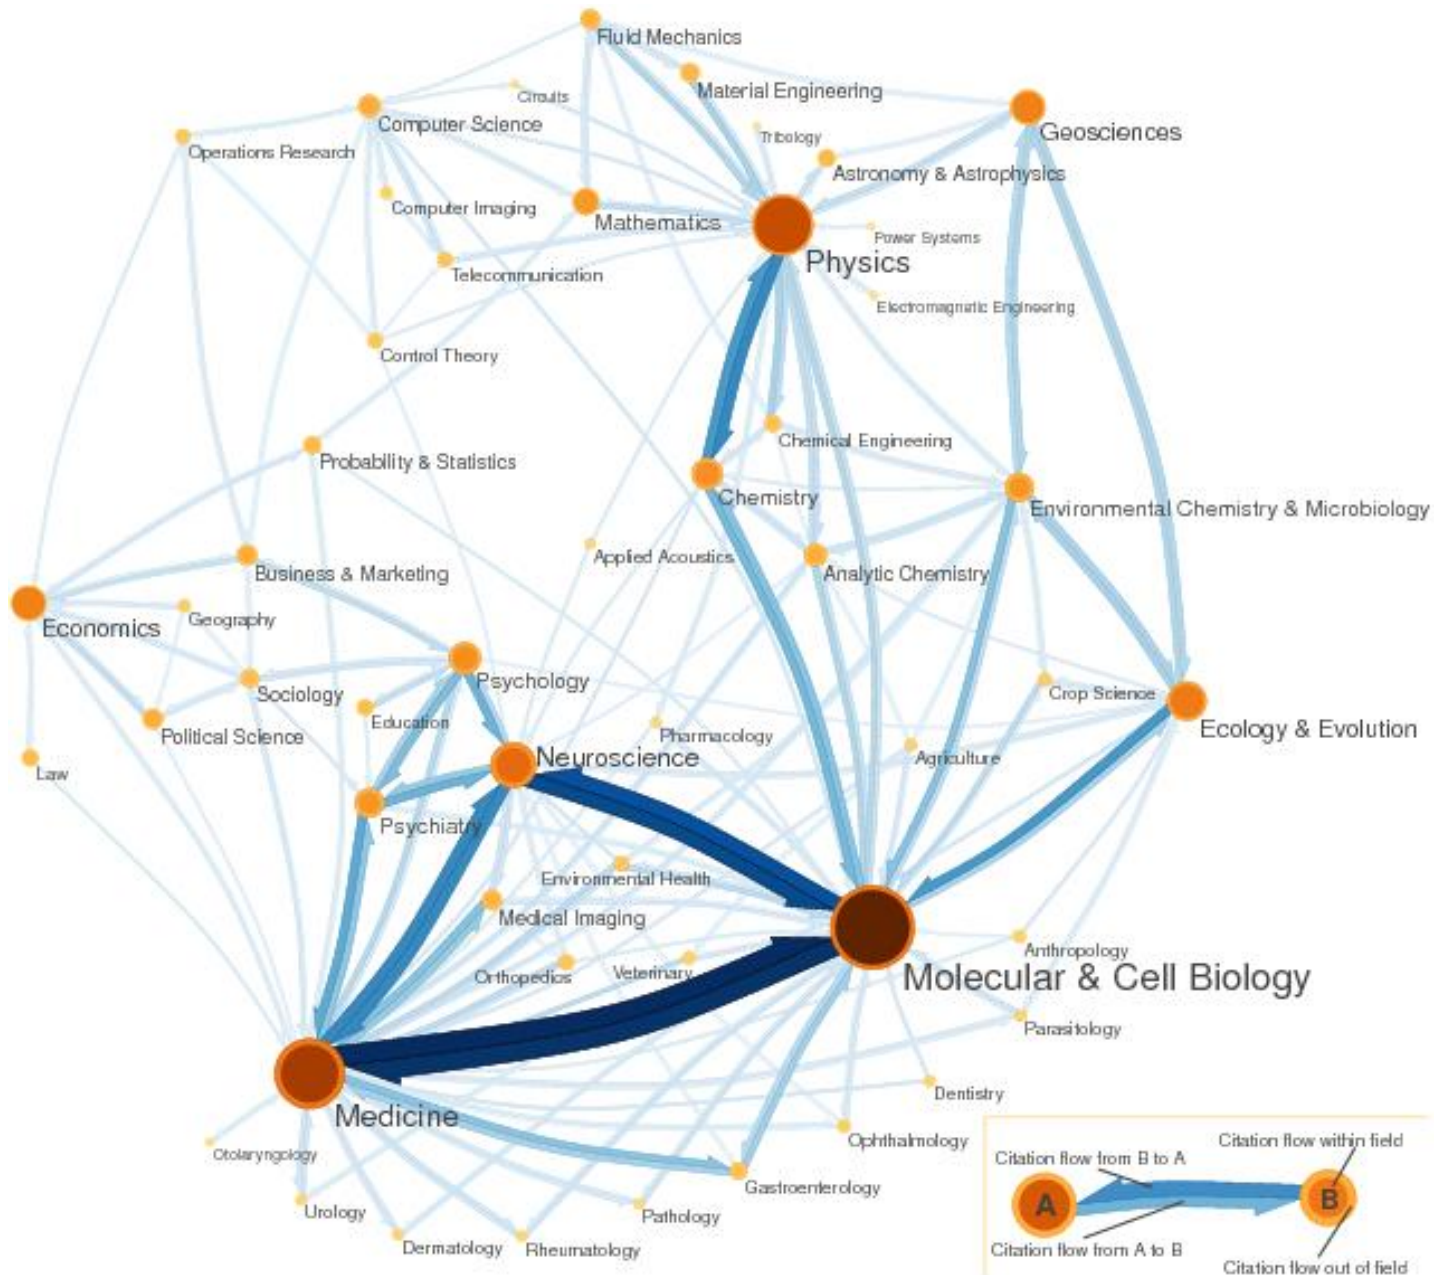 Fluid Mechanics
Material Engineering
Circuits
Computer Science
Geosciences
Tribology
Operations Research
Astronomy & Astrophysics
Computer Imaging
Mathematics
Power Systems
Physics
Telecommunication
Electromagnetic Engineering
Control Theory
Chemical Engineering
Probability & Statistics
Chemistry
Environmental Chemistry & Microbiology
Applied Acoustics
Business & Marketing
Analytic Chemistry
Geography
Economics
Psychology
Sociology
Crop Science
Education
Political Science
Pharmacology
Ecology & Evolution
Neuroscience
Agriculture
Law
Psychiatry
Environmental Health
Medical Imaging
Anthropology
Orthopedics
Veterinary
Molecular & Cell Biology
Parasitology
Dentistry
Medicine
Ophthalmology
Otolaryngology
Gastroenterology
Urology
Pathology
Dermatology
Rheumatology
Citation flow within field
Citation flow from B to A
A
B
Citation flow from A to B
Citation flow out of field